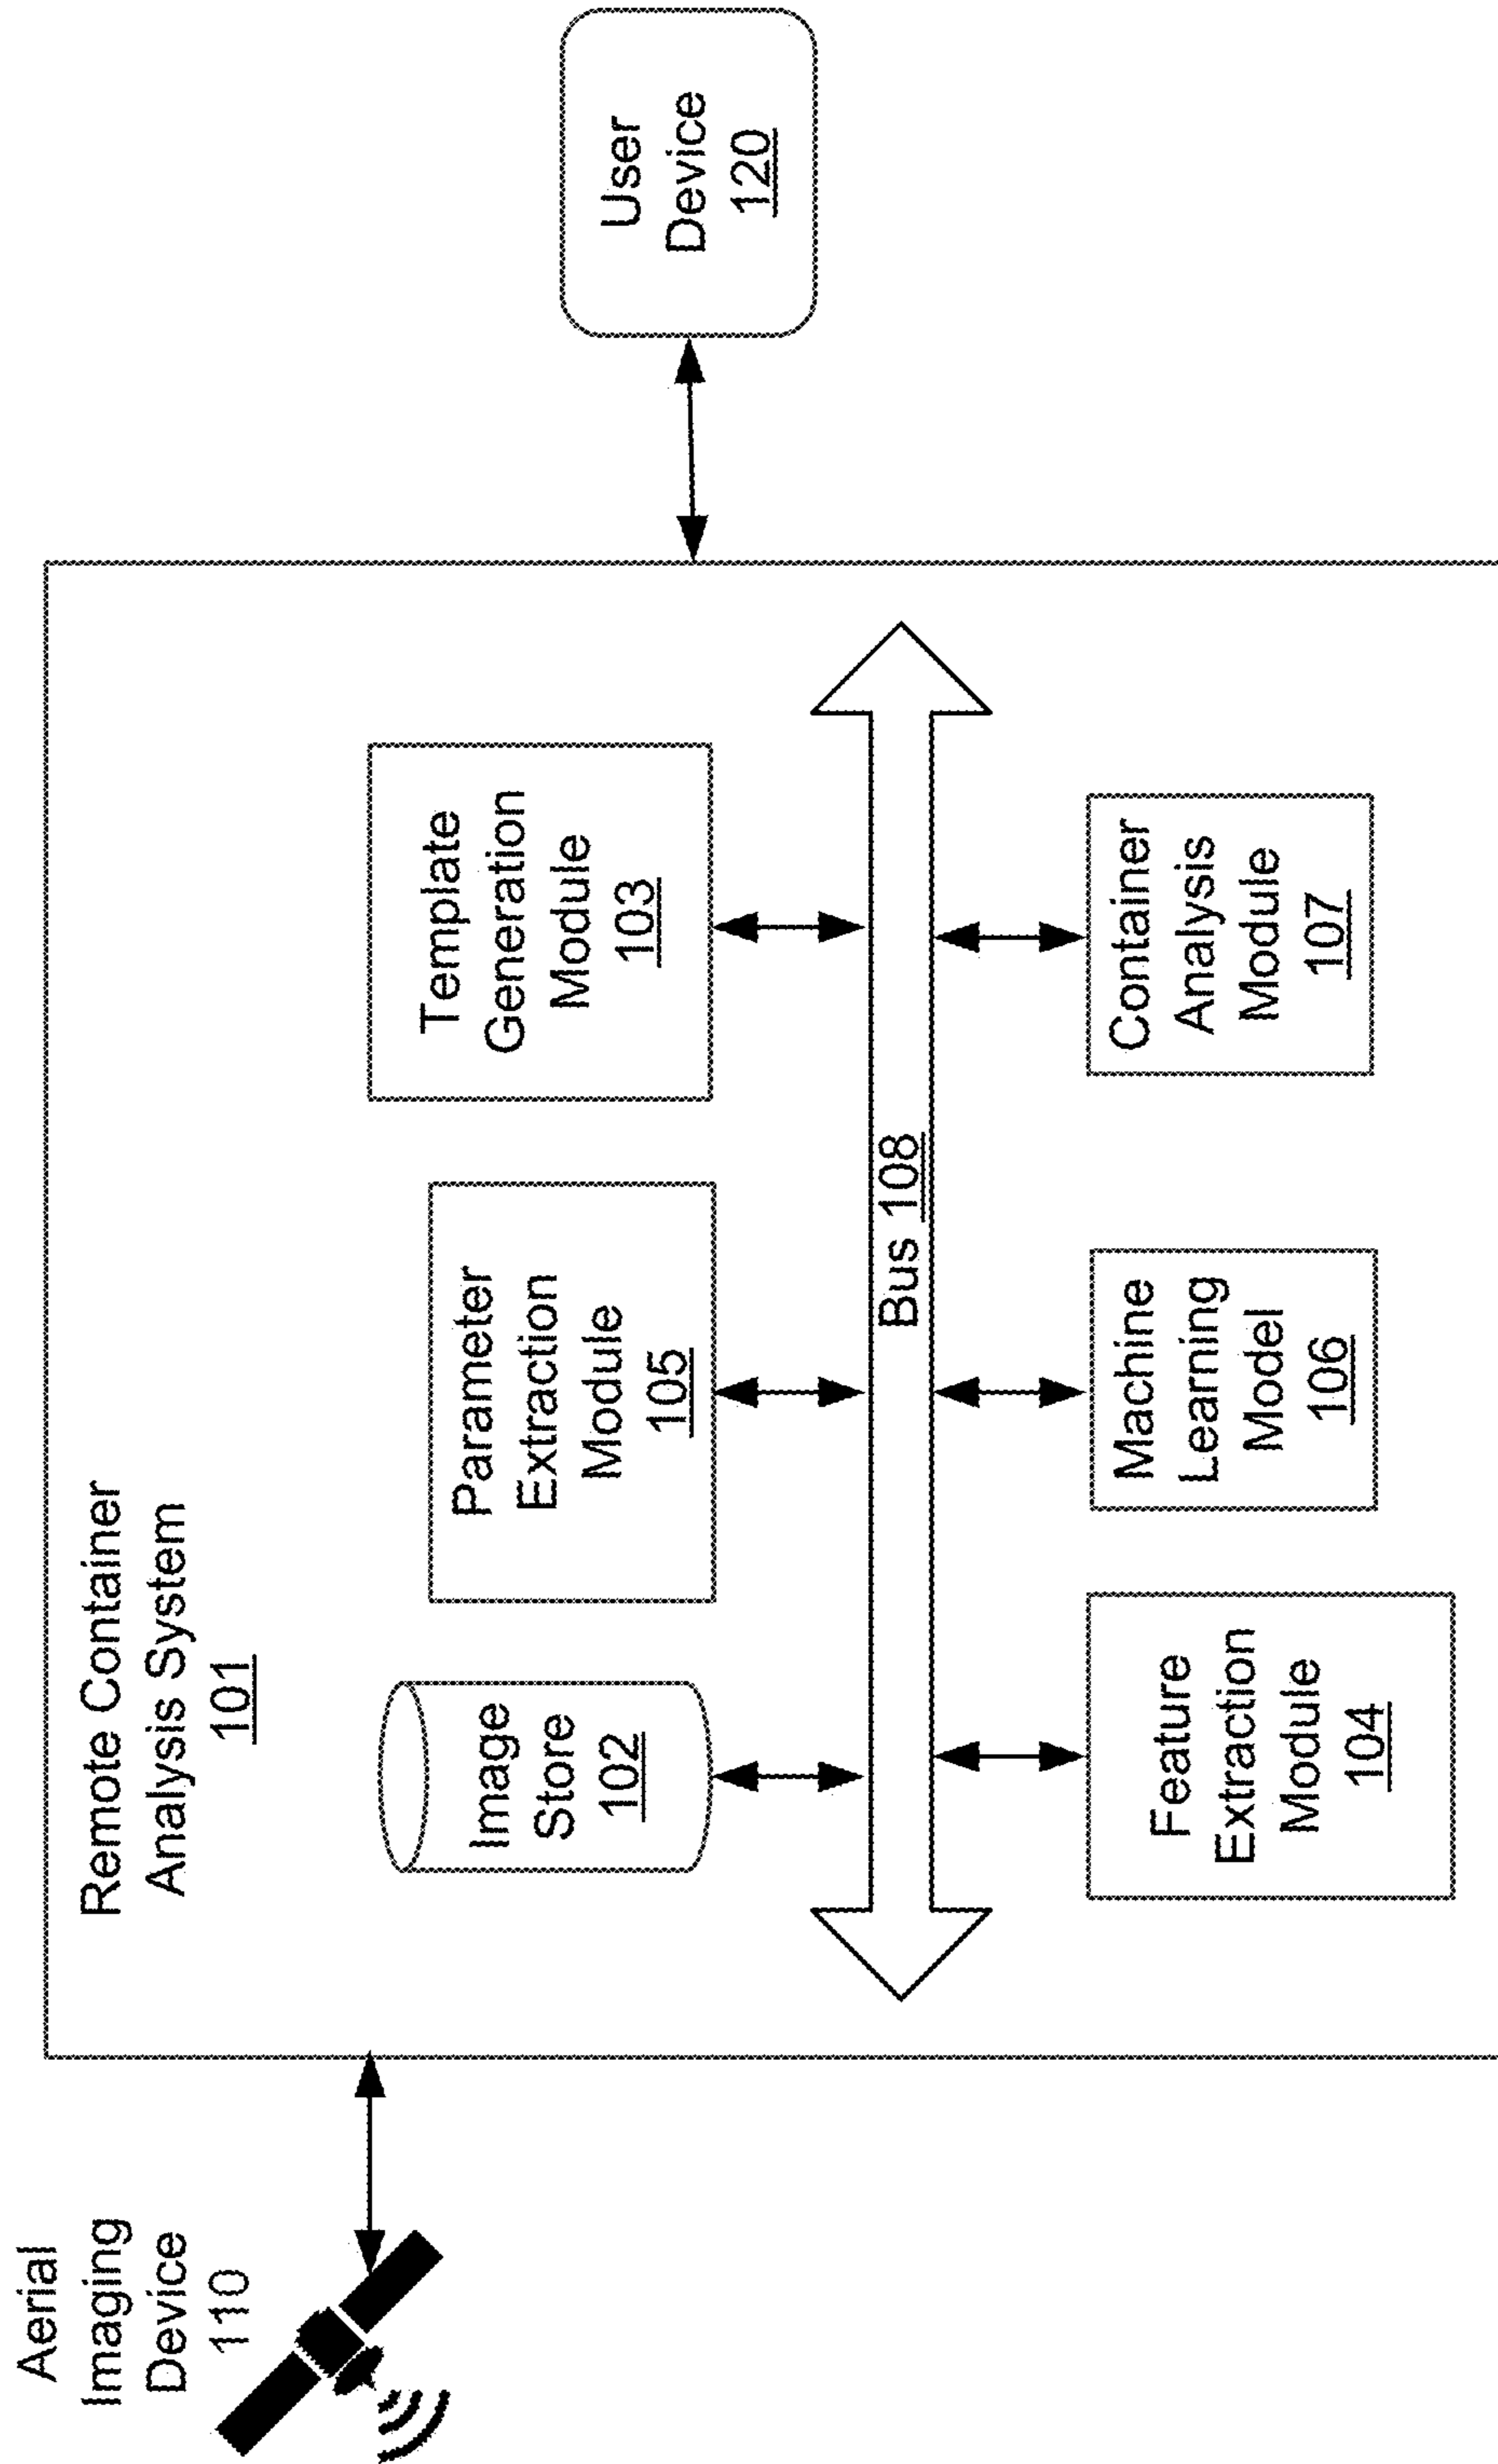 Aerial
Imaging
Device
110
Remote Container
Analysis System
101
Image
Store
102
Parameter
Extraction
Module
105
Template
Generation
Module
103
Bus 108
Feature
Extraction
Module
104
Machine
Learning
Model
106
Container
Analysis
Module
107
User
Device
120